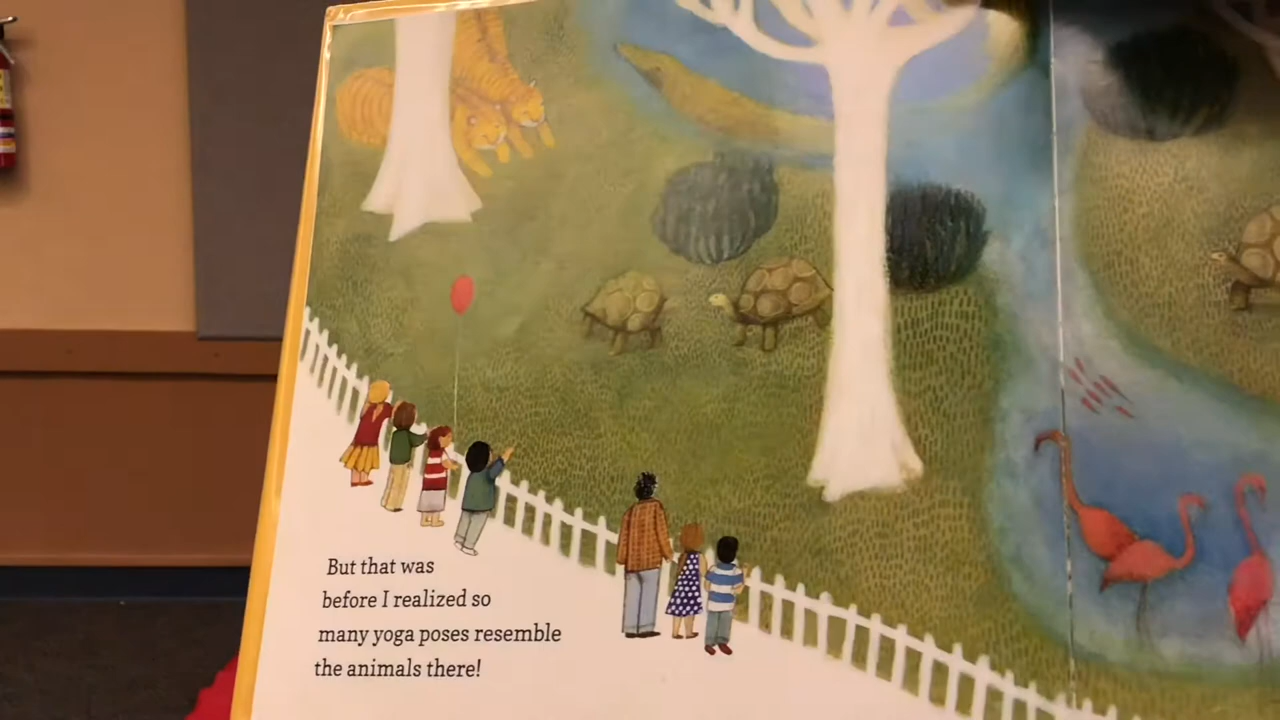 But that was
before I realized so
many yoga poses resemble
the animals there!